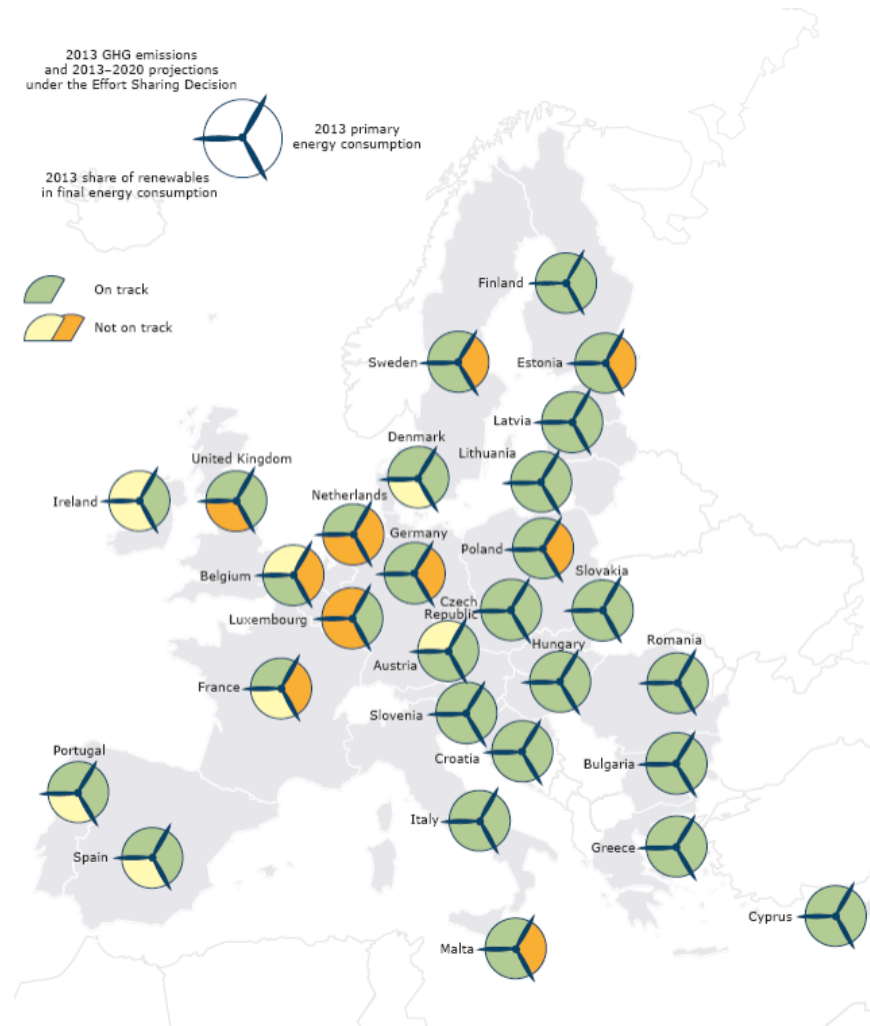 2013 GHG emissions
and 2013–2020 projections
under the Effort Sharing Decision
2013 primary
energy consumption
2013 share of renewables
in final energy consumption
On track
Not on track
Finland
Sweden
Estonia
Latvia
Denmark
Lithuania
United Kingdom
Ireland
Netherlands
Germany
Poland
Belgium
Slovakia
Czech
Republic
Luxembourg
Austria
Hungary
Romania
France
Slovenia
Croatia
Portugal
Bulgaria
Italy
Greece
Spain
Cyprus
Malta